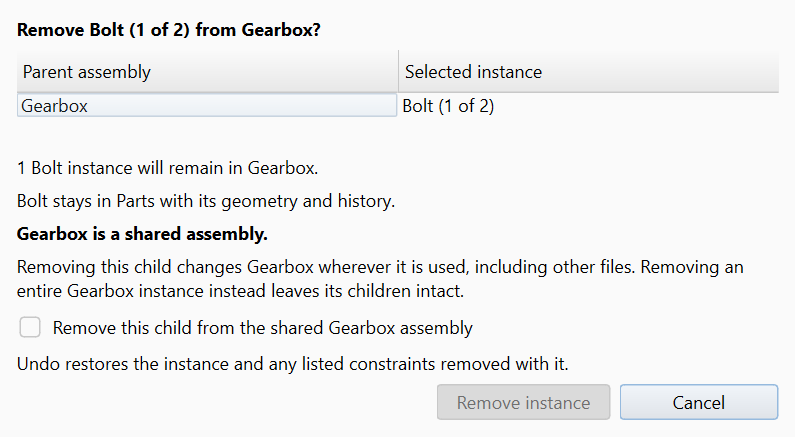 Remove Bolt (1 of 2) from Gearbox?
Parent assembly
Selected instance
Gearbox
Bolt (1 of 2)
1 Bolt instance will remain in Gearbox.
Bolt stays in Parts with its geometry and history.
Gearbox is a shared assembly.
Removing this child changes Gearbox wherever it is used, including other files. Removing an
entire Gearbox instance instead leaves its children intact.
Remove this child from the shared Gearbox assembly
Undo restores the instance and any listed constraints removed with it.
Remove instance
Cancel